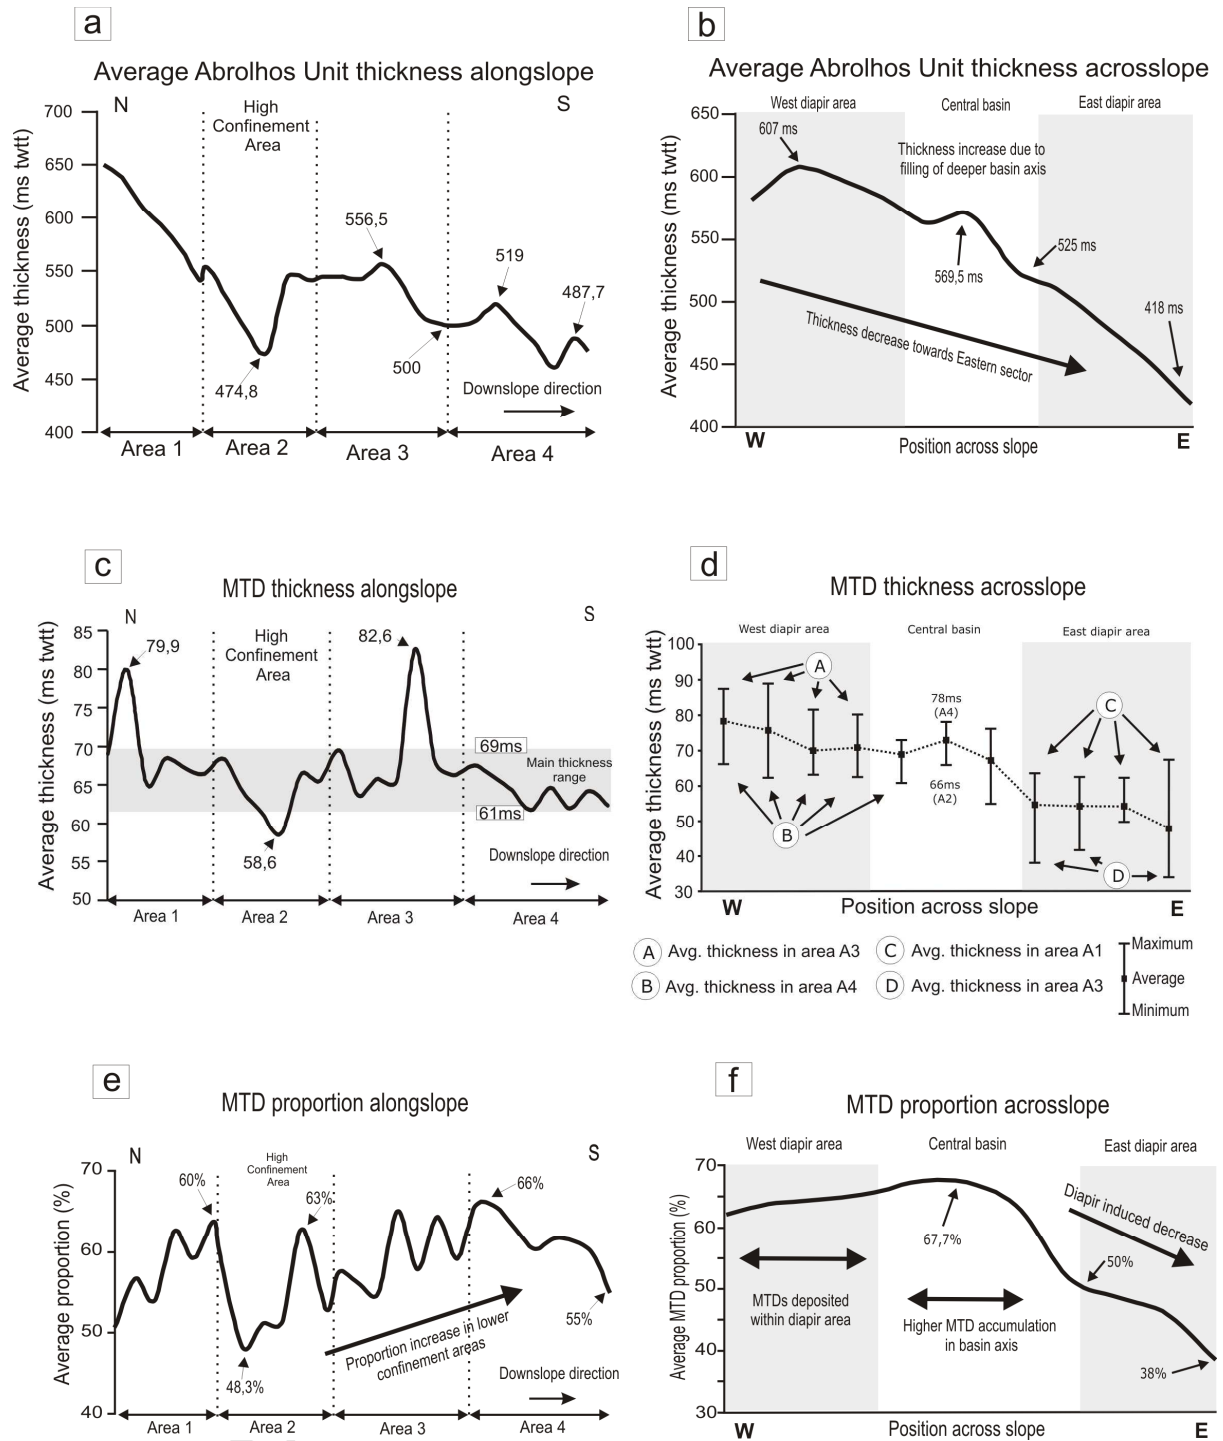 a
Average Abrolhos Unit thickness alongslope
N
S
High
Confinement
Area
Average thickness (ms twtt)
700
650
600
550
500
450
400
556,5
519
487,7
500
474,8
Downslope direction
Area 1
Area 2
Area 3
Area 4
b
Average Abrolhos Unit thickness acrosslope
West diapir area
Central basin
East diapir area
Average thickness (ms twtt)
650
600
550
500
450
400
607 ms
Thickness increase due to
filling of deeper basin axis
569,5 ms
525 ms
418 ms
Thickness decrease towards Eastern sector
W
Position across slope
E
c
MTD thickness alongslope
N
S
High
Confinement
Area
Average thickness (ms twtt)
85
80
70
65
60
55
50
79,9
82,6
58,6
69ms
Main thickness
range
61ms
Downslope direction
Area 1
Area 2
Area 3
Area 4
d
MTD thickness acrosslope
West diapir area
Central basin
East diapir area
Average thickness (ms twtt)
100
90
80
70
60
50
40
30
A
B
C
D
78ms
(A4)
66ms
(A2)
W
Position across slope
E
A Avg. thickness in area A3
B Avg. thickness in area A4
C Avg. thickness in area A1
D Avg. thickness in area A3
Maximum
Average
Minimum
e
MTD proportion alongslope
N
S
High
Confinement
Area
Average proportion (%)
70
60
50
40
60%
63%
66%
48,3%
55%
Proportion increase in lower
confinement areas
Downslope direction
Area 1
Area 2
Area 3
Area 4
f
MTD proportion acrosslope
West diapir area
Central basin
East diapir area
Average MTD proportion (%)
70
60
50
40
30
67,7%
50%
38%
Diapir induced decrease
MTDs deposited
within diapir area
Higher MTD accumulation
in basin axis
W
Position across slope
E